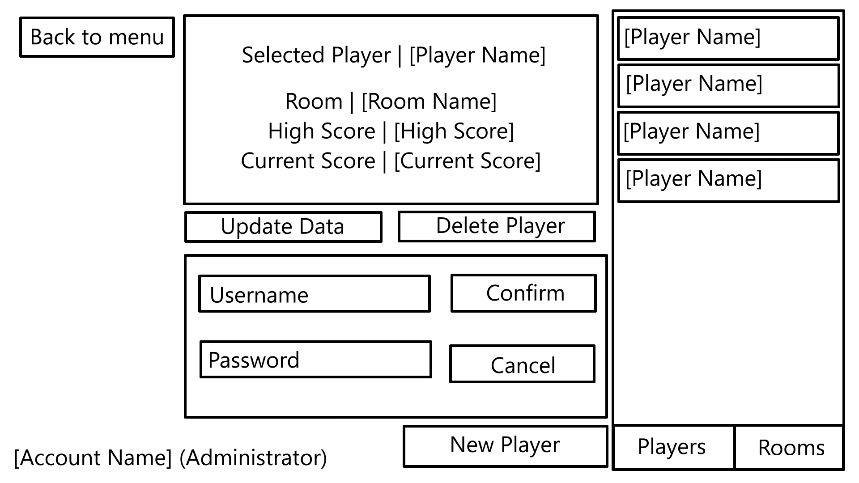 Back to menu
Selected Player | [Player Name]
Room | [Room Name]
High Score | [High Score]
Current Score | [Current Score]
Update Data
Delete Player
Username
Confirm
Password
Cancel
New Player
[Account Name] (Administrator)
[Player Name]
[Player Name]
[Player Name]
[Player Name]
Players
Rooms